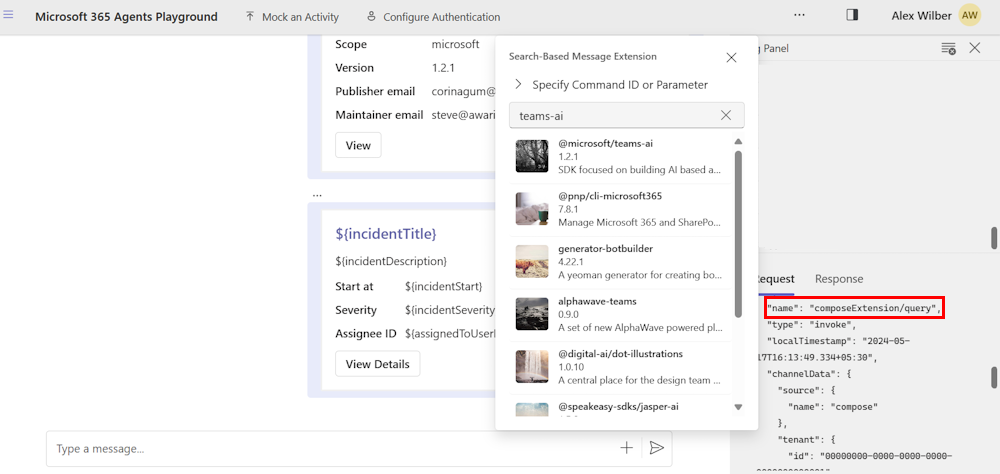 Microsoft 365 Agents Playground
Mock an Activity
Configure Authentication
...
Alex Wilber
AW
Scope microsoft
Version 1.2.1
Publisher email corinagum@
Maintainer email steve@awari
View
...
${incidentTitle}
${incidentDescription}
Start at ${incidentStart}
Severity ${incidentSeverity
Assignee ID ${assignedToUserI
View Details
Type a message...
Search-Based Message Extension
Specify Command ID or Parameter
teams-ai
@microsoft/teams-ai
1.2.1
SDK focused on building AI based a...
@pnp/cli-microsoft365
7.8.1
Manage Microsoft 365 and SharePo...
generator-botbuilder
4.22.1
A yeoman generator for creating bo...
alphawave-teams
0.9.0
A set of new AlphaWave powered pl...
@digital-ai/dot-illustrations
1.0.10
A central place for the design team ...
@speakeasy-sdks/jasper-ai
g Panel
equest Response
"name": "composeExtension/query",
"type": "invoke",
"localTimestamp": "2024-05-
17T16:13:49.334+05:30",
"channelData": {
"source": {
"name": "compose"
},
"tenant": {
"id": "00000000-0000-0000-0000-